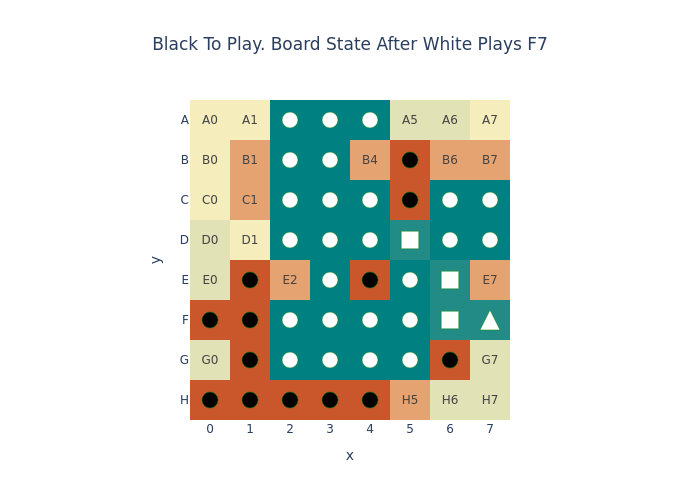 Black To Play. Board State After White Plays F7
A A0 A1 A5 A6 A7
B B0 B1 B4 B6 B7
C C0 C1
D D0 D1
y
E E0 E2 E7
F
G G0 G7
H H5 H6 H7
0 1 2 3 4 5 6 7
x